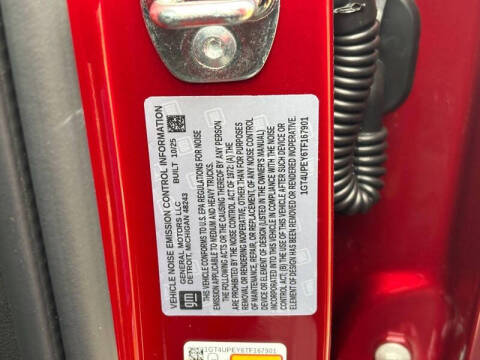 VEHICLE NOISE EMISSION CONTROL INFORMATION
GENERAL MOTORS LLC BUILT 10/25
DETROIT, MICHIGAN 48243
gm
THIS VEHICLE CONFORMS TO U.S. EPA REGULATIONS FOR NOISE
EMISSION APPLICABLE TO MEDIUM AND HEAVY TRUCKS.
THE FOLLOWING ACTS OR THE CAUSING THEREOF BY ANY PERSON
ARE PROHIBITED BY THE NOISE CONTROL ACT OF 1972: (A) THE
REMOVAL OR RENDERING INOPERATIVE, OTHER THAN FOR PURPOSES
OF MAINTENANCE, REPAIR, OR REPLACEMENT, OF ANY NOISE CONTROL
DEVICE OR ELEMENT OF DESIGN (LISTED IN THE OWNER'S MANUAL)
INCORPORATED INTO THIS VEHICLE IN COMPLIANCE WITH THE NOISE
CONTROL ACT; (B) THE USE OF THIS VEHICLE AFTER SUCH DEVICE OR
ELEMENT OF DESIGN HAS BEEN REMOVED OR RENDERED INOPERATIVE.
1GT4UPEY6TF167901
1GT4UPEY6TF167901